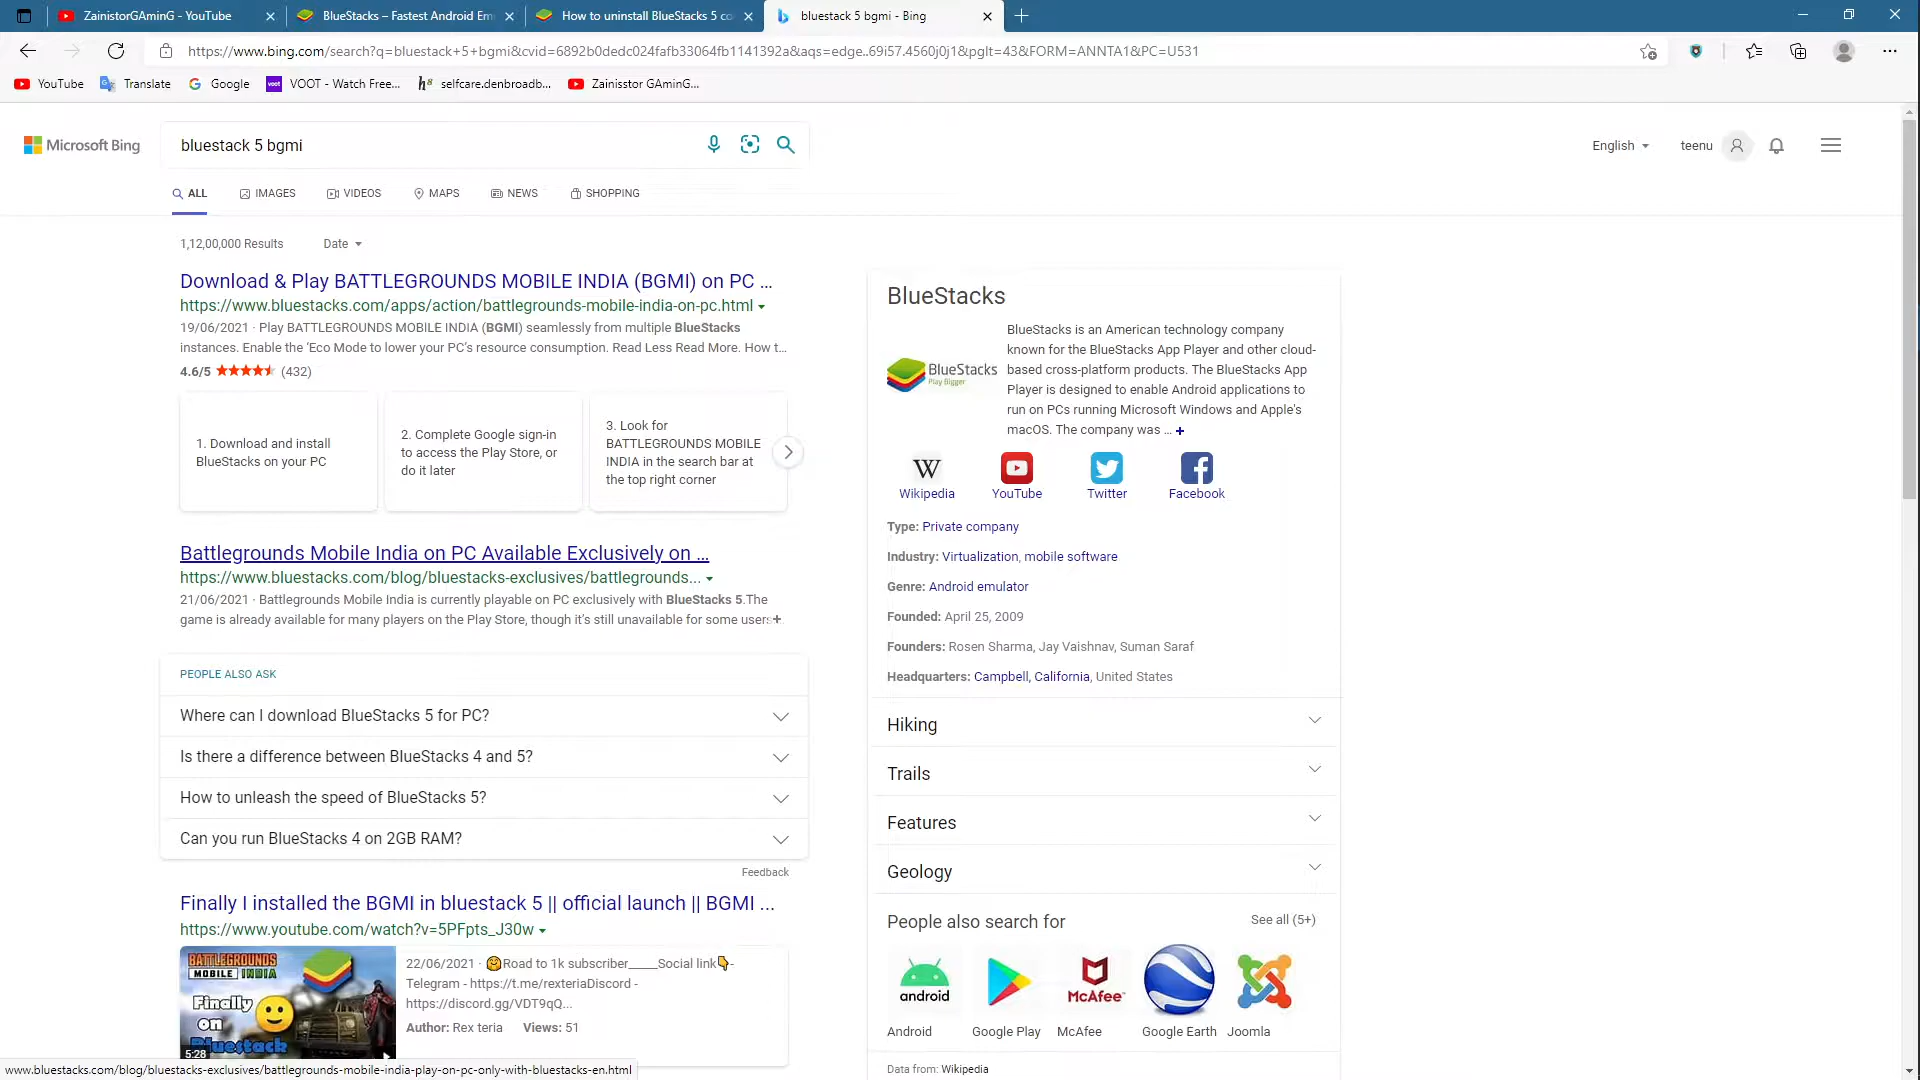 ZainistorGAminG - YouTube
BlueStacks – Fastest Android Em
How to uninstall BlueStacks 5 co
bluestack 5 bgmi - Bing
https://www.bing.com/search?q=bluestack+5+bgmi&cvid=6892b0dedc024fafb33064fb1141392a&aqs=edge..69i57.4560j0j1&pglt=43&FORM=ANNTA1&PC=U531
YouTube
Translate
Google
VOOT - Watch Free...
selfcare.denbroadb...
Zainisstor GAminG...
Microsoft Bing
bluestack 5 bgmi
English
teenu
ALL
IMAGES
VIDEOS
MAPS
NEWS
SHOPPING
1,12,00,000 Results
Date
Download & Play BATTLEGROUNDS MOBILE INDIA (BGMI) on PC ...
https://www.bluestacks.com/apps/action/battlegrounds-mobile-india-on-pc.html
19/06/2021 · Play BATTLEGROUNDS MOBILE INDIA (BGMI) seamlessly from multiple BlueStacks
instances. Enable the ‘Eco Mode to lower your PC’s resource consumption. Read Less Read More. How t...
4.6/5
(432)
1. Download and install
BlueStacks on your PC
2. Complete Google sign-in
to access the Play Store, or
do it later
3. Look for
BATTLEGROUNDS MOBILE
INDIA in the search bar at
the top right corner
Battlegrounds Mobile India on PC Available Exclusively on ...
https://www.bluestacks.com/blog/bluestacks-exclusives/battlegrounds...
21/06/2021 · Battlegrounds Mobile India is currently playable on PC exclusively with BlueStacks 5.The
game is already available for many players on the Play Store, though it’s still unavailable for some users
PEOPLE ALSO ASK
Where can I download BlueStacks 5 for PC?
Is there a difference between BlueStacks 4 and 5?
How to unleash the speed of BlueStacks 5?
Can you run BlueStacks 4 on 2GB RAM?
Feedback
Finally I installed the BGMI in bluestack 5 || official launch || BGMI ...
https://www.youtube.com/watch?v=5PFpts_J30w
BATTLEGROUNDS
MOBILE INDIA
Finally
on
Bluestack
5:28
22/06/2021 · 🤗Road to 1k subscriber_____Social link👇-
Telegram - https://t.me/rexteriaDiscord -
https://discord.gg/VDT9qQ...
Author: Rex teria
Views: 51
www.bluestacks.com/blog/bluestacks-exclusives/battlegrounds-mobile-india-play-on-pc-only-with-bluestacks-en.html
BlueStacks
BlueStacks
Play Bigger
BlueStacks is an American technology company
known for the BlueStacks App Player and other cloud-
based cross-platform products. The BlueStacks App
Player is designed to enable Android applications to
run on PCs running Microsoft Windows and Apple's
macOS. The company was ...
Wikipedia
YouTube
Twitter
Facebook
Type: Private company
Industry: Virtualization, mobile software
Genre: Android emulator
Founded: April 25, 2009
Founders: Rosen Sharma, Jay Vaishnav, Suman Saraf
Headquarters: Campbell, California, United States
Hiking
Trails
Features
Geology
People also search for
See all (5+)
android
McAfee
Android
Google Play
McAfee
Google Earth
Joomla
Data from: Wikipedia